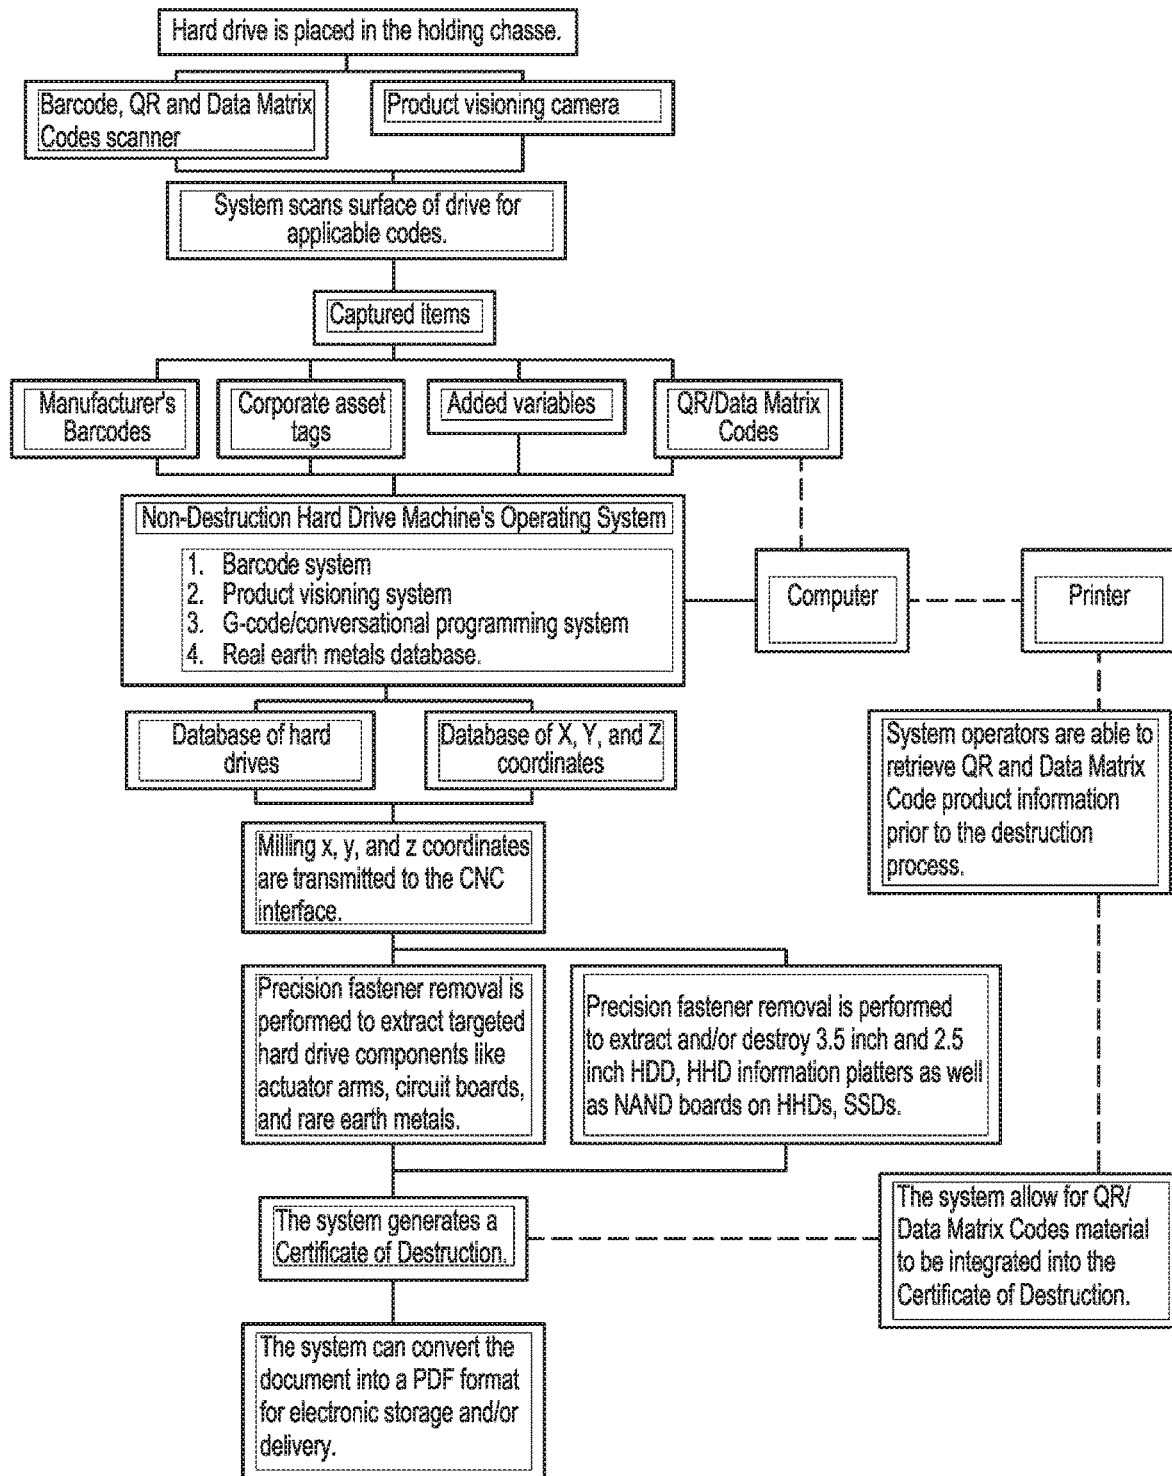 Hard drive is placed in the holding chasse.
Barcode, QR and Data Matrix
Codes scanner
Product visioning camera
System scans surface of drive for
applicable codes.
Captured items
Manufacturer's
Barcodes
Corporate asset
tags
Added variables
QR/Data Matrix
Codes
Non-Destruction Hard Drive Machine's Operating System
1. Barcode system
2. Product visioning system
3. G-code/conversational programming system
4. Real earth metals database.
Computer
Printer
Database of hard
drives
Database of X, Y, and Z
coordinates
System operators are able to
retrieve QR and Data Matrix
Code product information
prior to the destruction
process.
Milling x, y, and z coordinates
are transmitted to the CNC
interface.
Precision fastener removal is
performed to extract targeted
hard drive components like
actuator arms, circuit boards,
and rare earth metals.
Precision fastener removal is performed
to extract and/or destroy 3.5 inch and 2.5
inch HDD, HHD information platters as well
as NAND boards on HHDs, SSDs.
The system generates a
Certificate of Destruction.
The system allow for QR/
Data Matrix Codes material
to be integrated into the
Certificate of Destruction.
The system can convert the
document into a PDF format
for electronic storage and/or
delivery.